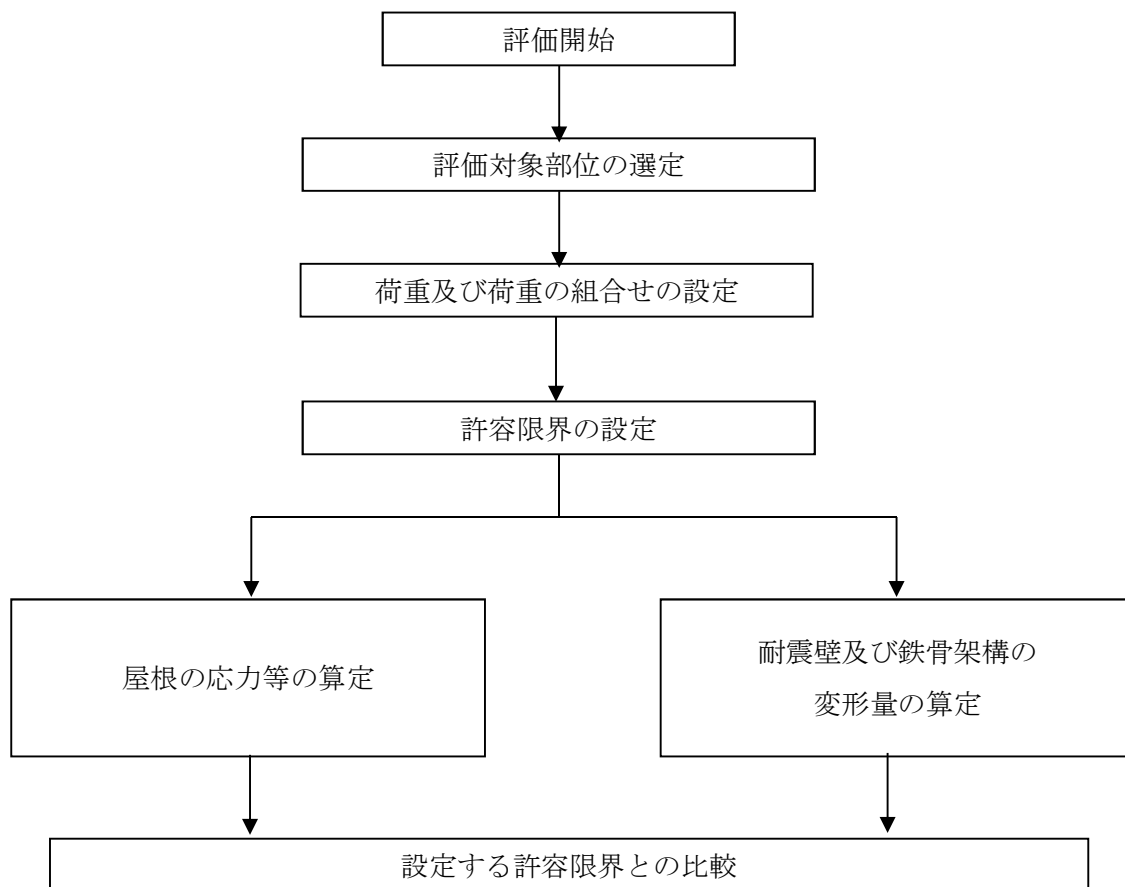 評価開始
評価対象部位の選定
荷重及び荷重の組合せの設定
許容限界の設定
屋根の応力等の算定
耐震壁及び鉄骨架構の
変形量の算定
設定する許容限界との比較